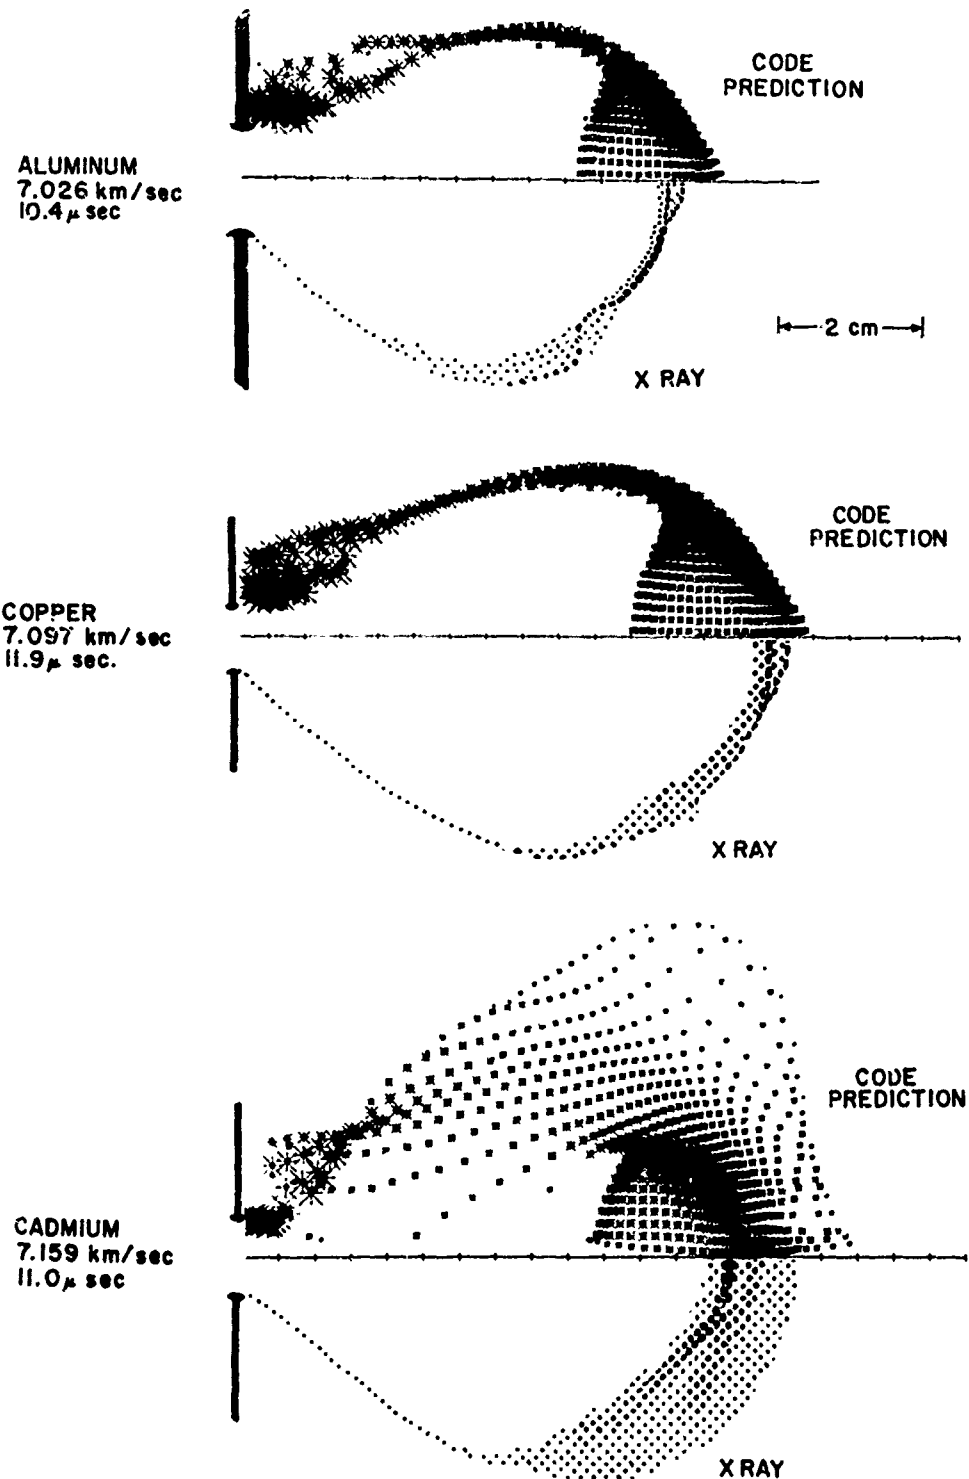 CODE
PREDICTION
ALUMINUM
7.026 km/sec
10.4 μ sec
2 cm
X RAY
CODE
PREDICTION
COPPER
7.097 km/sec
11.9 μ sec.
X RAY
CODE
PREDICTION
CADMIUM
7.159 km/sec
11.0 μ sec
X RAY